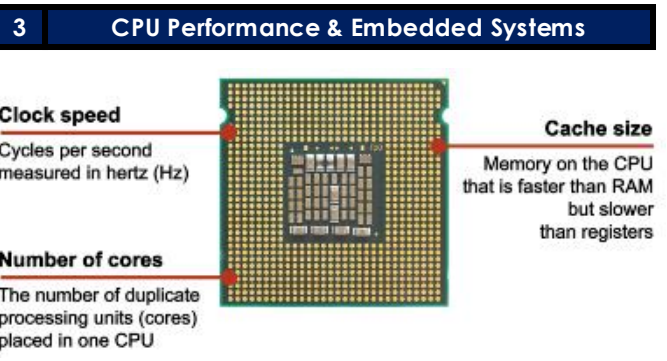 3 CPU Performance & Embedded Systems
Clock speed
Cycles per second
measured in hertz (Hz)
Number of cores
The number of duplicate
processing units (cores)
placed in one CPU
Cache size
Memory on the CPU
that is faster than RAM
but slower
than registers